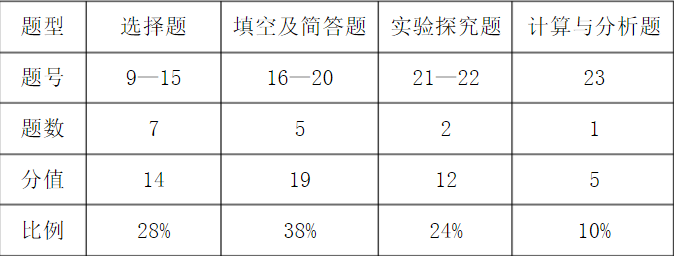 题型 选择题 填空及简答题 实验探究题 计算与分析题
题号 9—15 16—20 21—22 23
题数 7 5 2 1
分值 14 19 12 5
比例 28% 38% 24% 10%